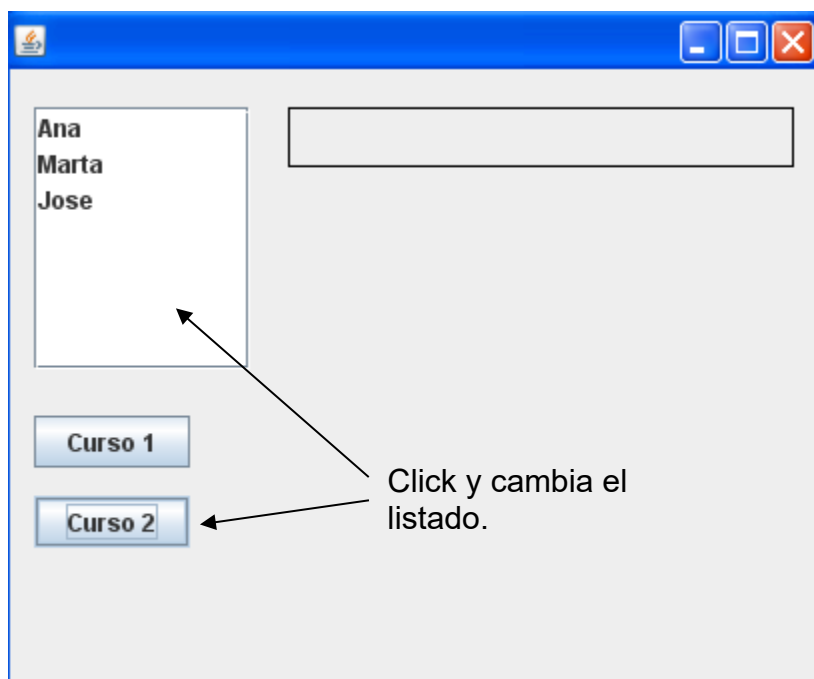 Ana
Marta
Jose
Curso 1
Curso 2
Click y cambia el
listado.